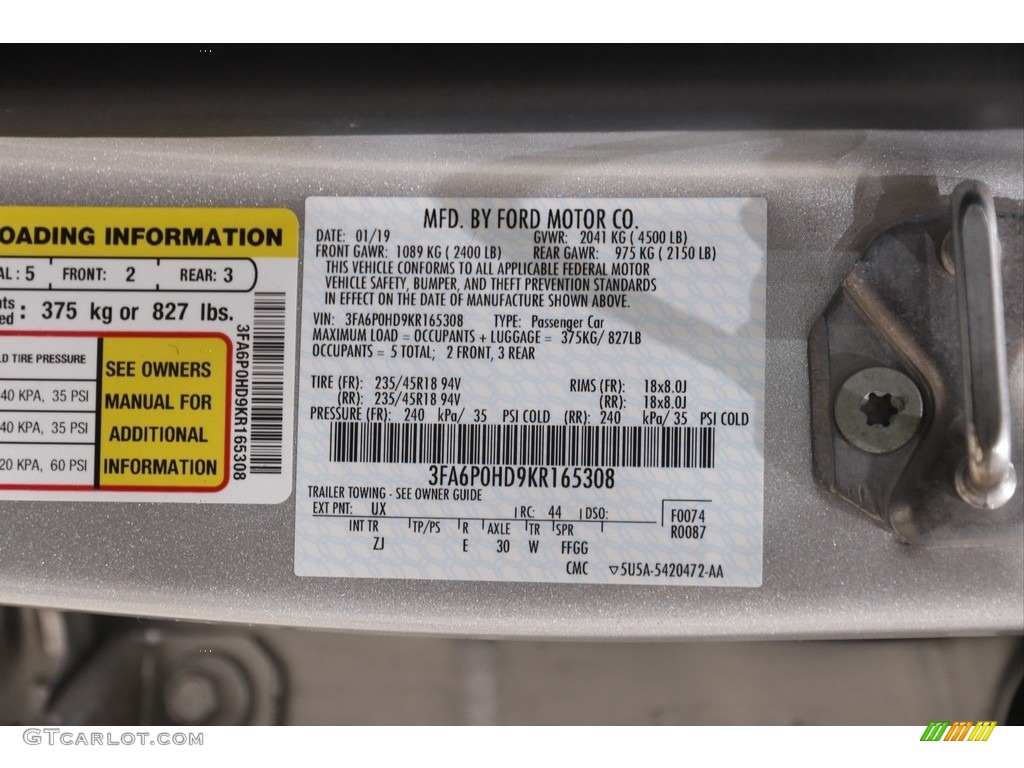 OADING INFORMATION
AL : 5 FRONT: 2 REAR: 3
nts
ed : 375 kg or 827 lbs.
LD TIRE PRESSURE
40 KPA, 35 PSI
40 KPA, 35 PSI
20 KPA, 60 PSI
SEE OWNERS
MANUAL FOR
ADDITIONAL
INFORMATION
3FA6P0HD9KR165308
MFD. BY FORD MOTOR CO.
DATE: 01/19 GVWR: 2041 KG ( 4500 LB)
FRONT GAWR: 1089 KG ( 2400 LB) REAR GAWR: 975 KG ( 2150 LB)
THIS VEHICLE CONFORMS TO ALL APPLICABLE FEDERAL MOTOR
VEHICLE SAFETY, BUMPER, AND THEFT PREVENTION STANDARDS
IN EFFECT ON THE DATE OF MANUFACTURE SHOWN ABOVE.
VIN: 3FA6P0HD9KR165308 TYPE: Passenger Car
MAXIMUM LOAD = OCCUPANTS + LUGGAGE = 375KG/ 827LB
OCCUPANTS = 5 TOTAL; 2 FRONT, 3 REAR
TIRE (FR): 235/45R18 94V RIMS (FR): 18x8.0J
(RR): 235/45R18 94V (RR): 18x8.0J
PRESSURE (FR): 240 kPa/ 35 PSI COLD (RR): 240 kPa/ 35 PSI COLD
3FA6P0HD9KR165308
TRAILER TOWING - SEE OWNER GUIDE
EXT PNT: UX RC: 44 DSO: F0074
INT TR TP/PS R AXLE TR SPR R0087
ZJ E 30 W FFGG
CMC ▽5U5A-5420472-AA
GTcarlot.com